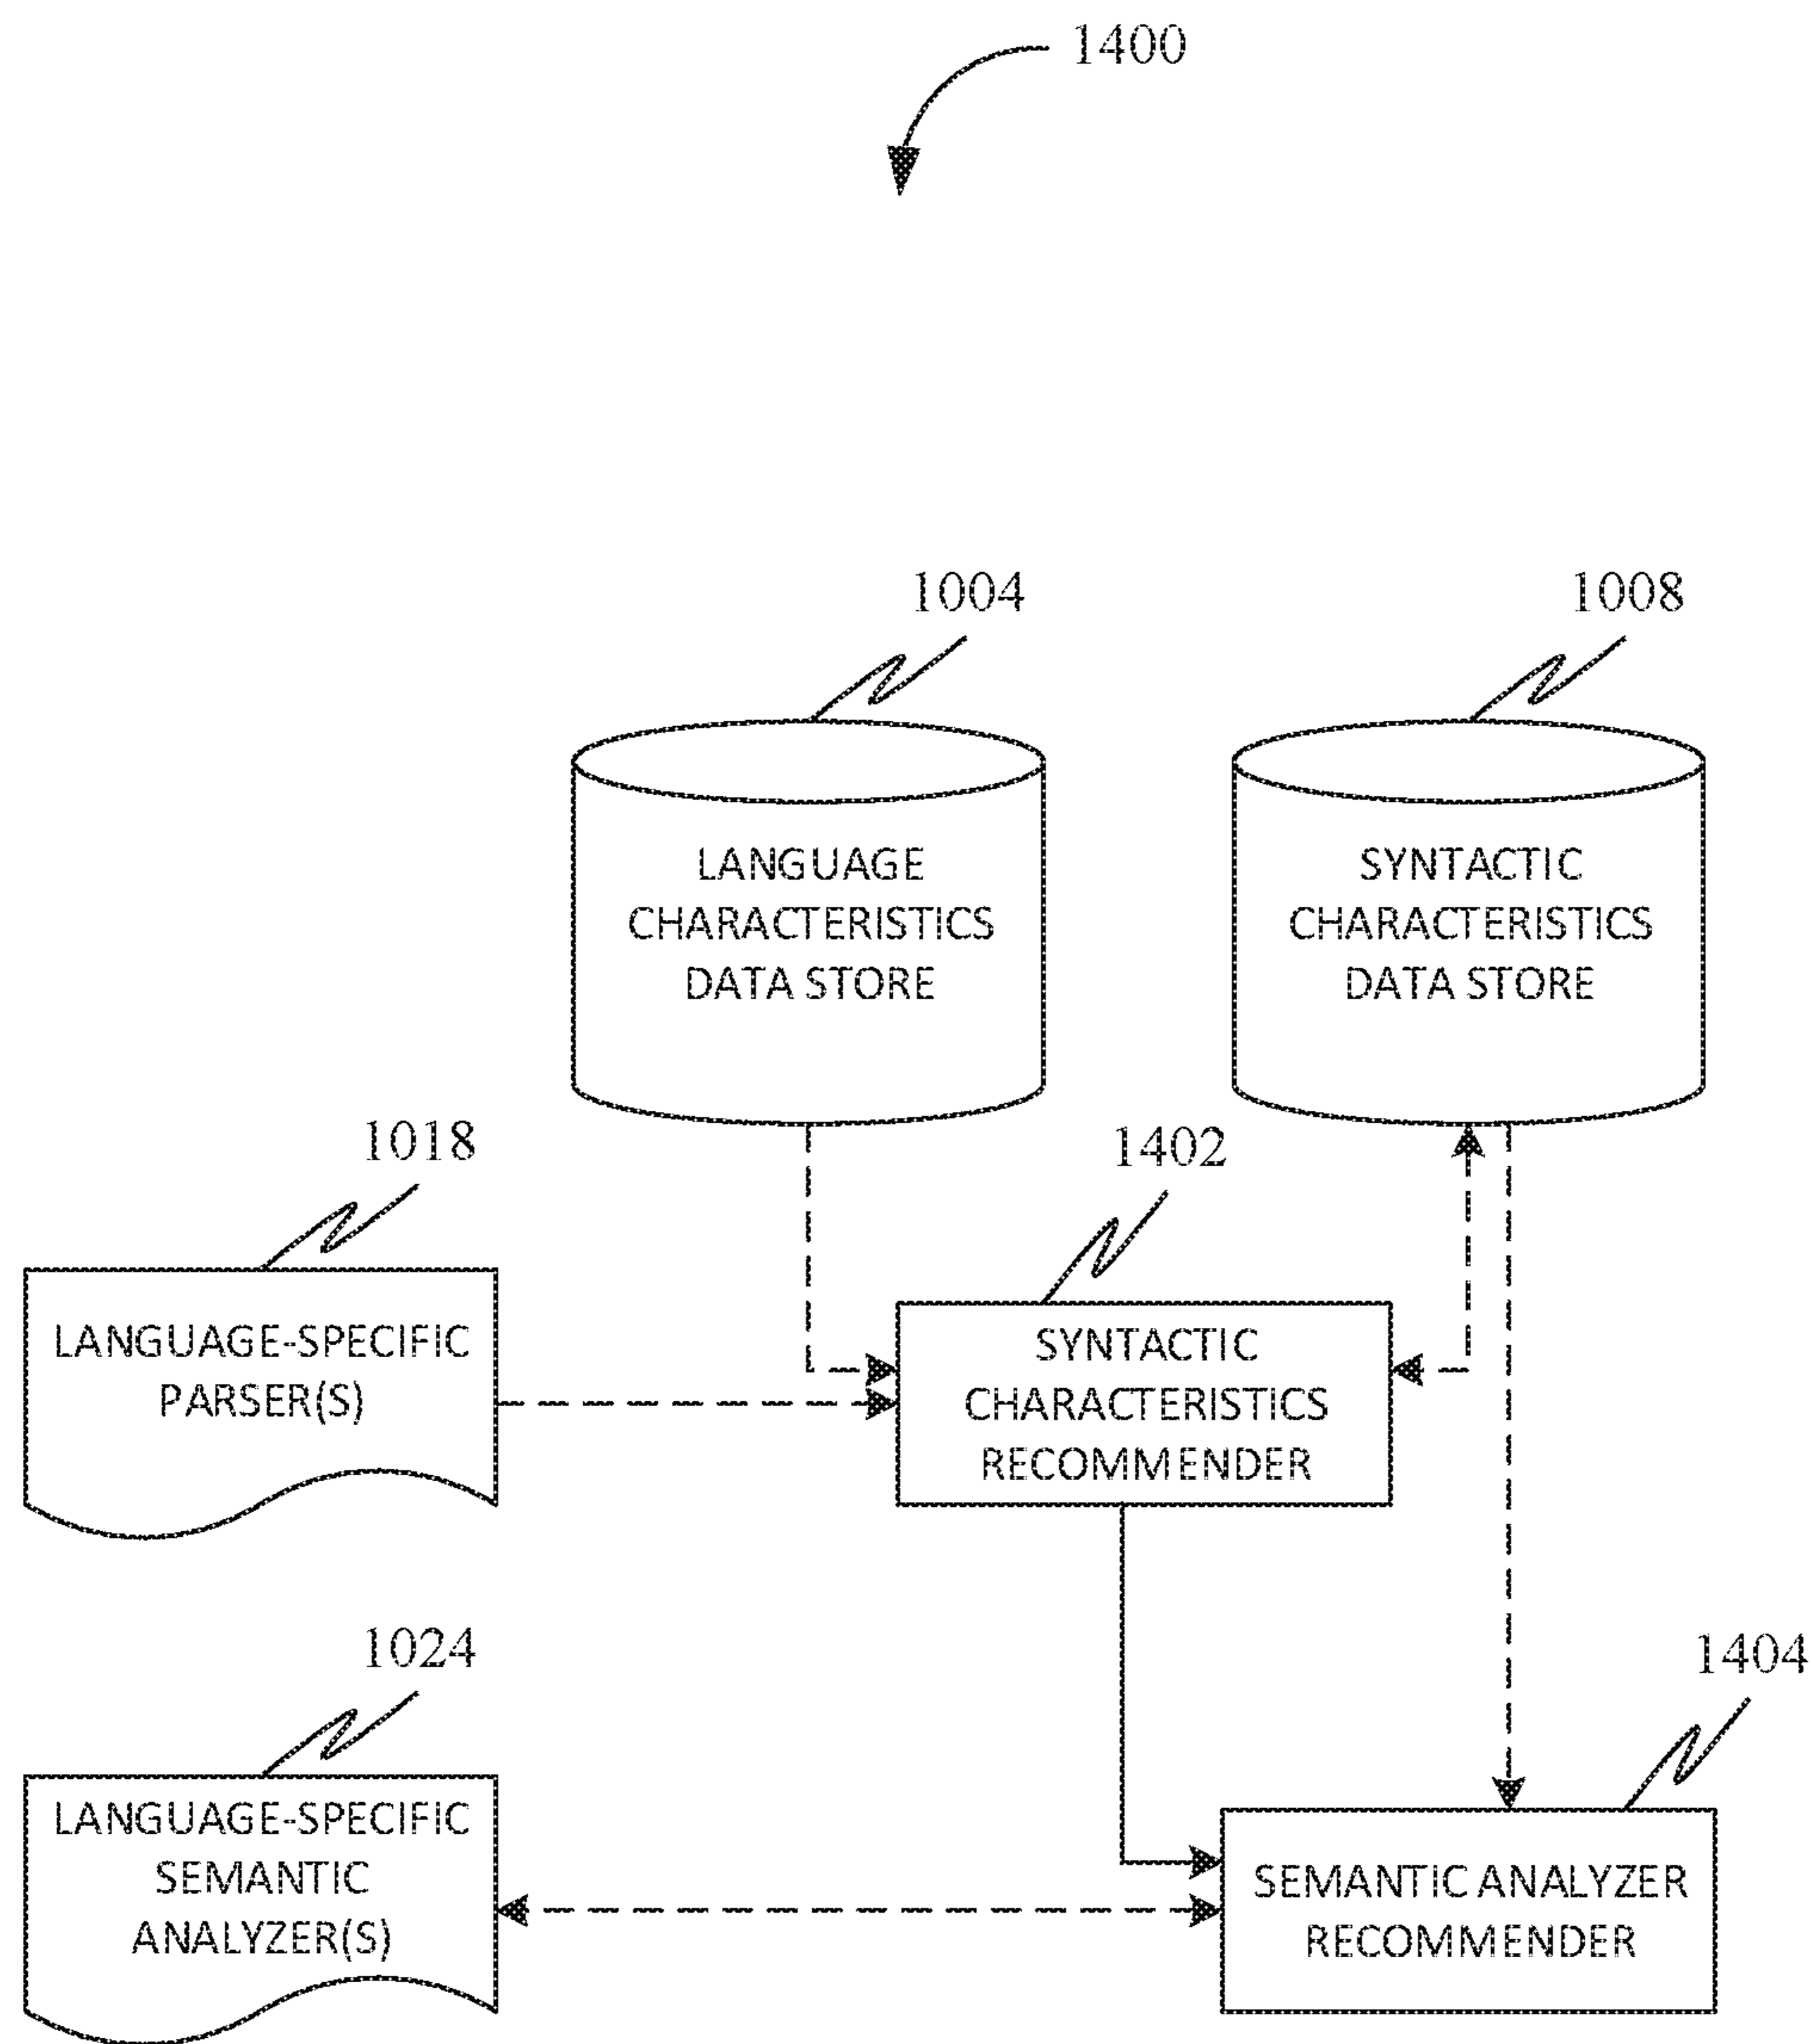 1400
1004
1008
LANGUAGE
CHARACTERISTICS
DATA STORE
SYNTACTIC
CHARACTERISTICS
DATA STORE
1018
1402
LANGUAGE-SPECIFIC
PARSER(S)
SYNTACTIC
CHARACTERISTICS
RECOMMENDER
1024
1404
LANGUAGE-SPECIFIC
SEMANTIC
ANALYZER(S)
SEMANTIC ANALYZER
RECOMMENDER